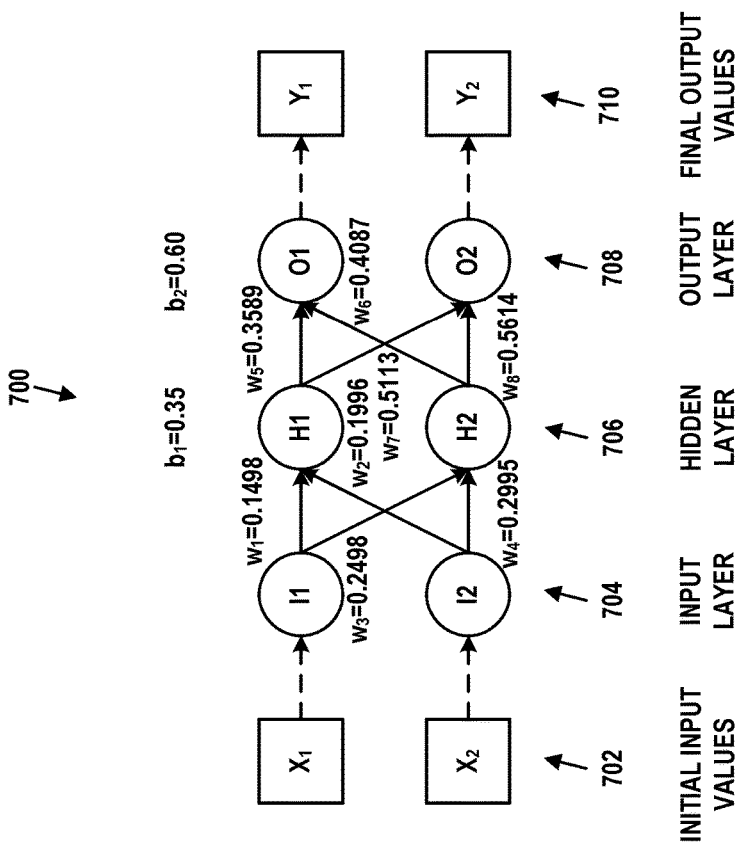 700
b₁=0.35
b₂=0.60
X₁
I1
w₁=0.1498
H1
w₅=0.3589
O1
Y₁
w₃=0.2498
w₂=0.1996
w₆=0.4087
w₇=0.5113
X₂
I2
H2
O2
Y₂
w₄=0.2995
w₈=0.5614
702
704
706
708
710
INITIAL INPUT
VALUES
INPUT
LAYER
HIDDEN
LAYER
OUTPUT
LAYER
FINAL OUTPUT
VALUES